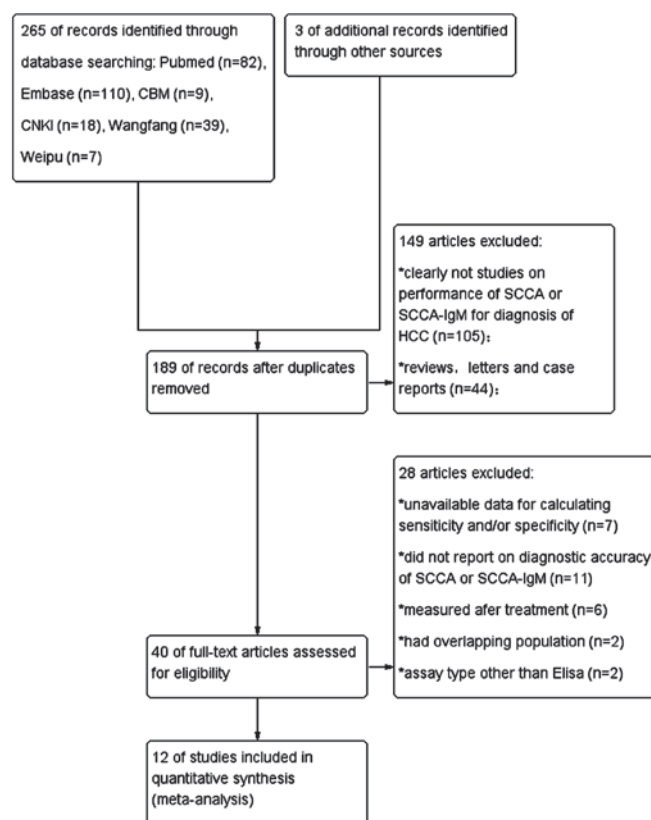 265 of records identified through
database searching: Pubmed (n=82),
Embase (n=110), CBM (n=9),
CNKI (n=18), Wangfang (n=39),
Weipu (n=7)
3 of additional records identified
through other sources
149 articles excluded:
*clearly not studies on
performance of SCCA or
SCCA-IgM for diagnosis of
HCC (n=105);
*reviews, letters and case
reports (n=44);
189 of records after duplicates
removed
28 articles excluded:
*unavailable data for calculating
sensiticity and/or specificity (n=7)
*did not report on diagnostic accuracy
of SCCA or SCCA-IgM (n=11)
*measured afer treatment (n=6)
*had overlapping population (n=2)
*assay type other than Elisa (n=2)
40 of full-text articles assessed
for eligibility
12 of studies included in
quantitative synthesis
(meta-analysis)